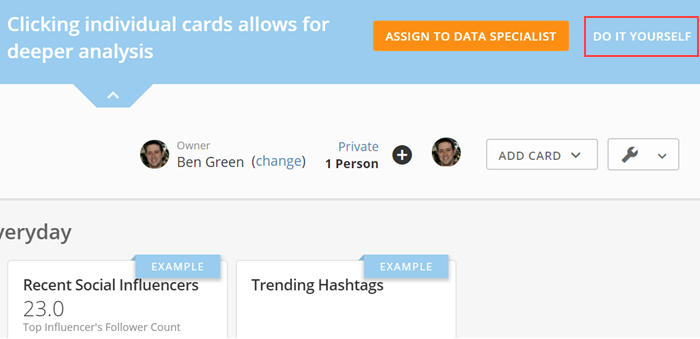 Clicking individual cards allows for
deeper analysis
ASSIGN TO DATA SPECIALIST
DO IT YOURSELF
Owner
Ben Green (change)
Private
1 Person
ADD CARD
EXAMPLE
Recent Social Influencers
23.0
Top Influencer's Follower Count
EXAMPLE
Trending Hashtags